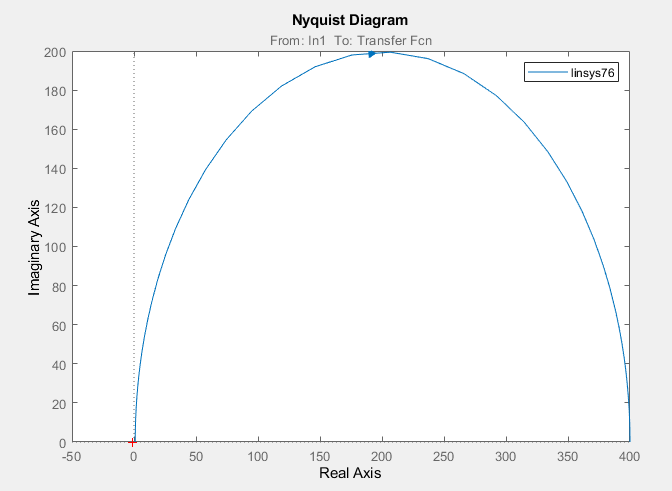 Nyquist Diagram
From: In1 To: Transfer Fcn
linsys76
Imaginary Axis
200
180
160
140
120
100
80
60
40
20
0
-50 0 50 100 150 200 250 300 350 400
Real Axis